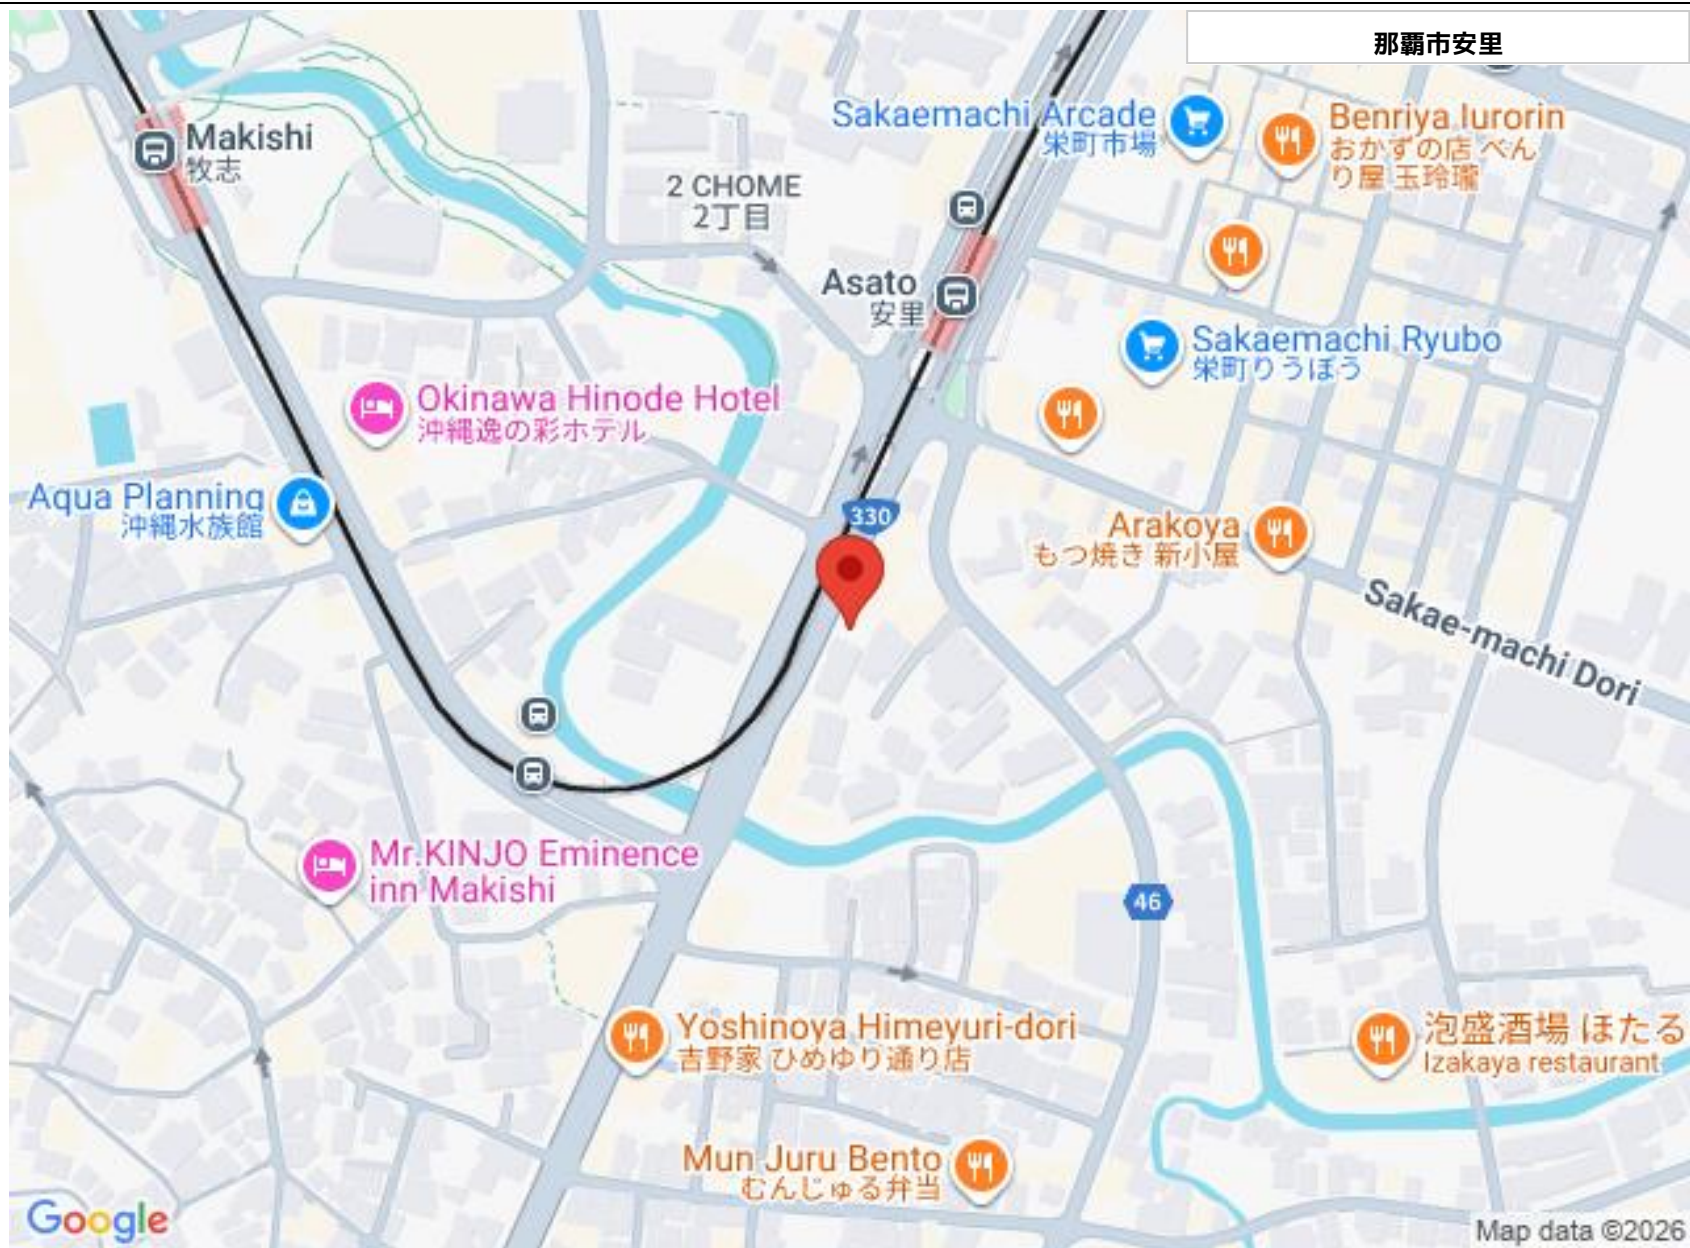 那覇市安里
Makishi
牧志
2 CHOME
2丁目
Sakaemachi Arcade
栄町市場
Benriya Iurorin
おかずの店 べん
り屋 玉玲瓏
Asato
安里
Sakaemachi Ryubo
栄町りうぼう
Okinawa Hinode Hotel
沖縄逸の彩ホテル
Aqua Planning
沖縄水族館
330
Arakoya
もつ焼き 新小屋
Sakae-machi Dori
Mr.KINJO Eminence
inn Makishi
46
Yoshinoya Himeyuri-dori
吉野家 ひめゆり通り店
泡盛酒場 ほたる
Izakaya restaurant
Mun Juru Bento
むんじゅる弁当
Google
Map data ©2026